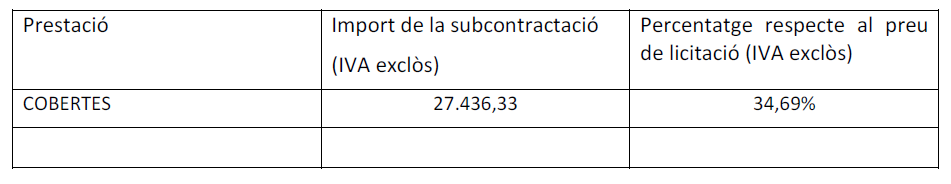 Prestació
Import de la subcontractació
(IVA exclòs)
Percentatge respecte al preu
de licitació (IVA exclòs)
COBERTES
27.436,33
34,69%